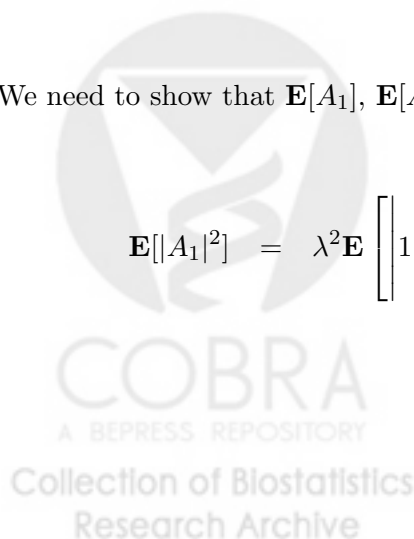 We need to show that E[A₁], E[A
E[|A₁|²] = λ²E [|1
COBRA
A BEPRESS REPOSITORY
Collection of Biostatistics
Research Archive